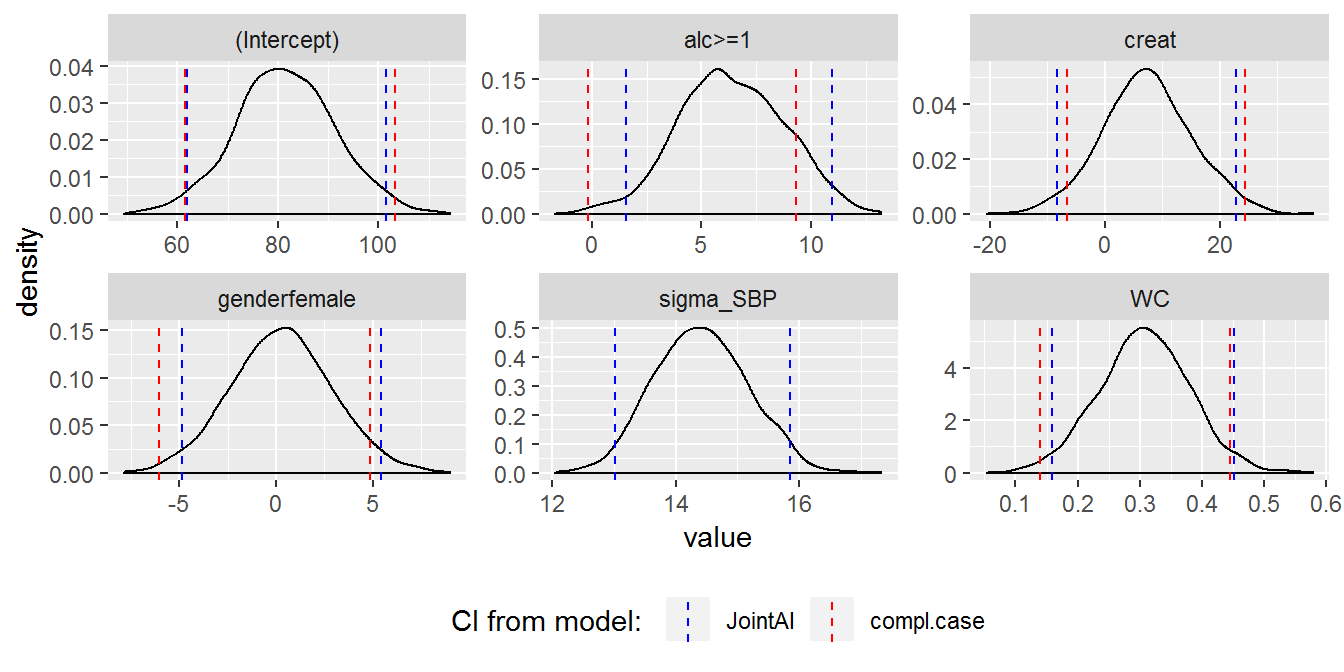 (Intercept) alc>=1 creat
0.04 0.03 0.02 0.01 0.00
0.15 0.10 0.05 0.00
0.04 0.02 0.00
60 80 100 0 5 10 -20 0 20
genderfemale sigma_SBP WC
0.15 0.10 0.05 0.00
0.5 0.4 0.3 0.2 0.1 0.0
4 2 0
-5 0 5 12 14 16 0.1 0.2 0.3 0.4 0.5 0.6
density
value
CI from model: JointAI compl.case